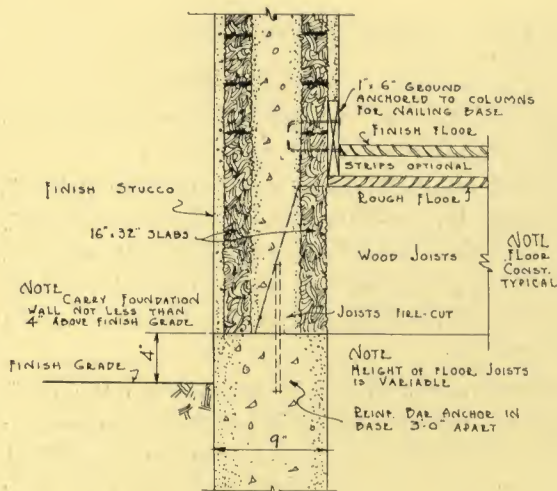 1" x 6" GROUND
ANCHORED TO COLUMNS
FOR NAILING BASE
FINISH FLOOR
STRIPS OPTIONAL
ROUGH FLOOR
FINISH STUCCO
16" x 32" SLABS
WOOD JOISTS
NOTE
FLOOR
CONST.
TYPICAL
NOTE
CARRY FOUNDATION
WALL NOT LESS THAN
4" ABOVE FINISH GRADE
JOISTS FIRE-CUT
4"
FINISH GRADE
NOTE
HEIGHT OF FLOOR JOISTS
IS VARIABLE
REINF. BAR ANCHOR IN
BASE 3'-0" APART
9"